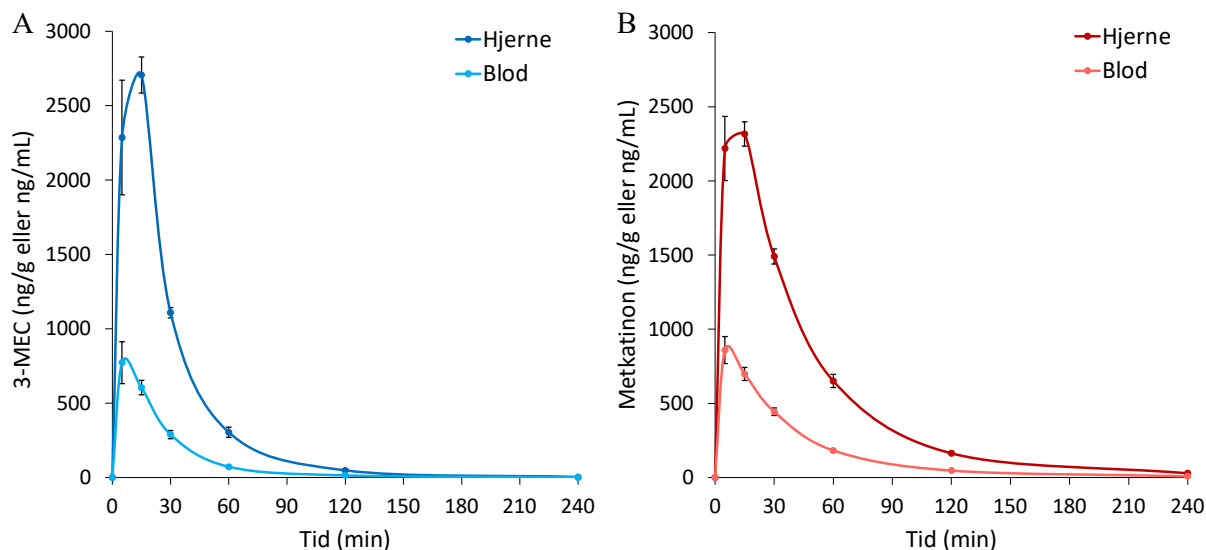 A
3-MEC (ng/g eller ng/mL)
3000
2500
2000
1500
1000
500
0
Hjerne
Blod
0 30 60 90 120 150 180 210 240
Tid (min)
B
Metkatinon (ng/g eller ng/mL)
3000
2500
2000
1500
1000
500
0
Hjerne
Blod
0 30 60 90 120 150 180 210 240
Tid (min)